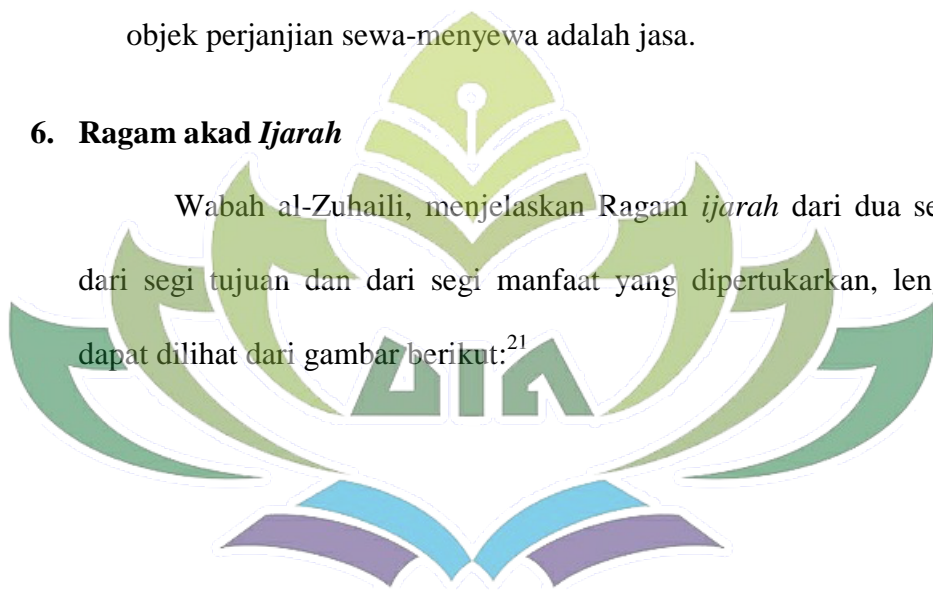 objek perjanjian sewa-menyewa adalah jasa.
6. Ragam akad Ijarah
Wabah al-Zuhaili, menjelaskan Ragam ijarah dari dua se
dari segi tujuan dan dari segi manfaat yang dipertukarkan, len
dapat dilihat dari gambar berikut:21